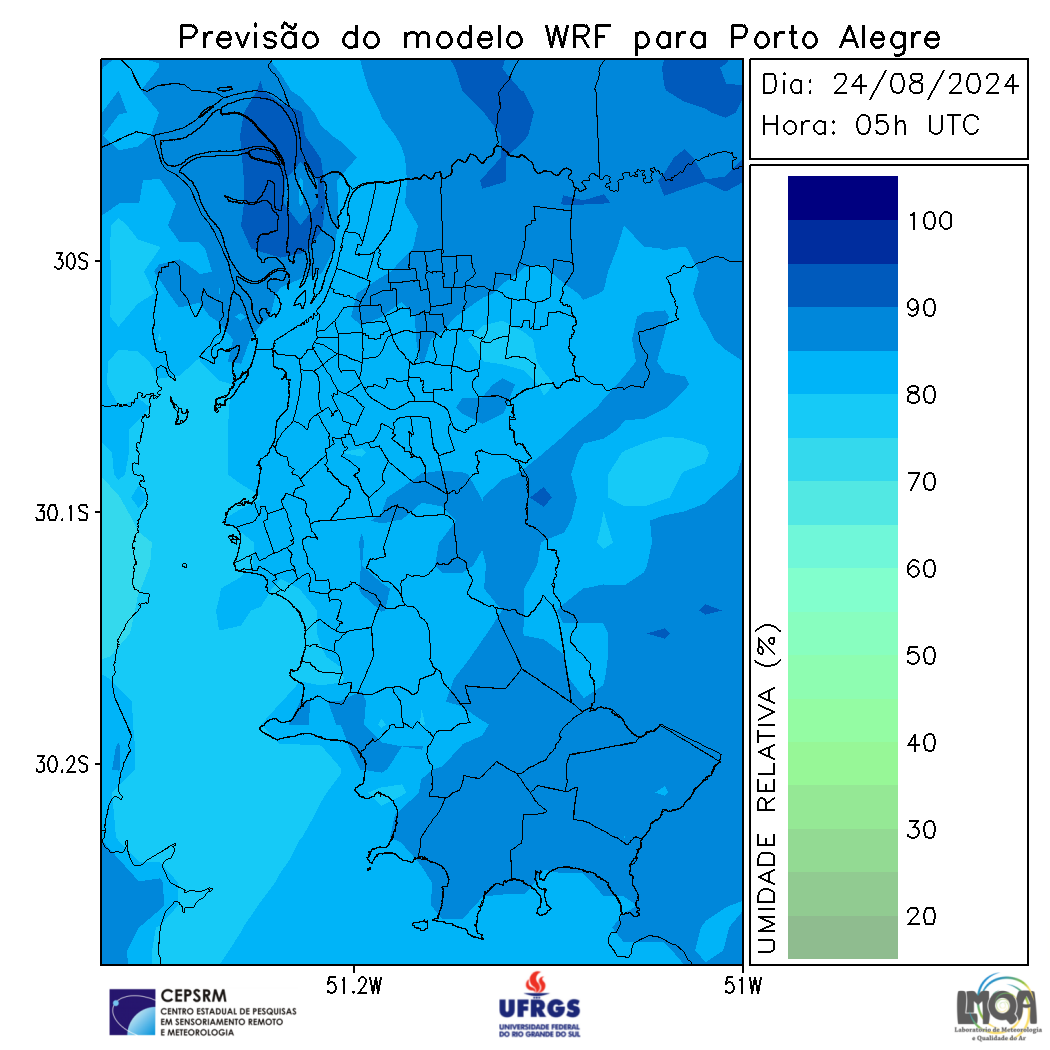 Previsão do modelo WRF para Porto Alegre
Dia: 24/08/2024
Hora: 05h UTC
30S
30.1S
30.2S
51.2W
51W
100
90
80
70
60
50
40
30
20
UMIDADE RELATIVA (%)
CEPSRM
CENTRO ESTADUAL DE PESQUISAS
EM SENSORIAMENTO REMOTO
E METEOROLOGIA
UFRGS
UNIVERSIDADE FEDERAL
DO RIO GRANDE DO SUL
LMQA
Laboratório de Meteorologia
e Qualidade do Ar